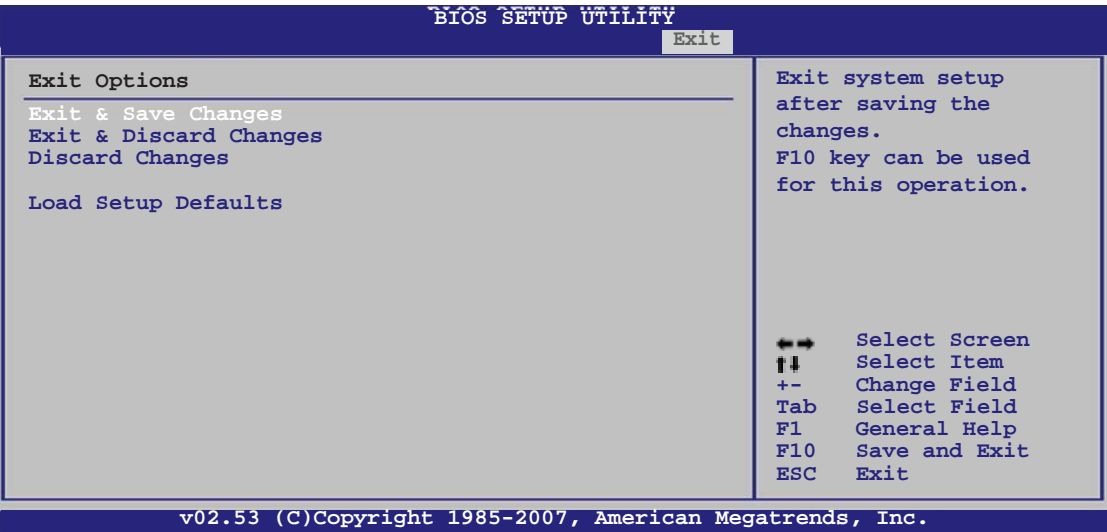 BIOS SETUP UTILITY
Exit
Exit Options
Exit & Save Changes
Exit & Discard Changes
Discard Changes
Load Setup Defaults
Exit system setup
after saving the
changes.
F10 key can be used
for this operation.
←→ Select Screen
↑↓ Select Item
+- Change Field
Tab Select Field
F1 General Help
F10 Save and Exit
ESC Exit
v02.53 (C)Copyright 1985-2007, American Megatrends, Inc.